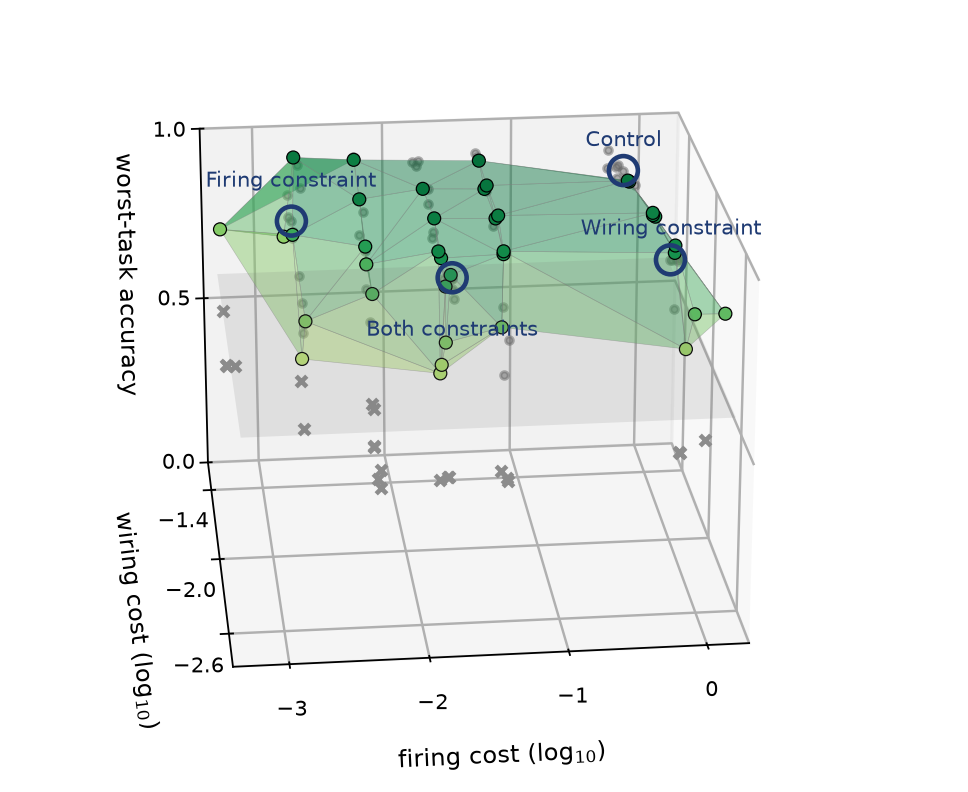 Control
1.0
Firing constraint
Wiring constraint
worst-task accuracy
0.5
Both constraints
0.0
−1.4
−2.0
−2.6
wiring cost (log₁₀)
−3
−2
−1
0
firing cost (log₁₀)